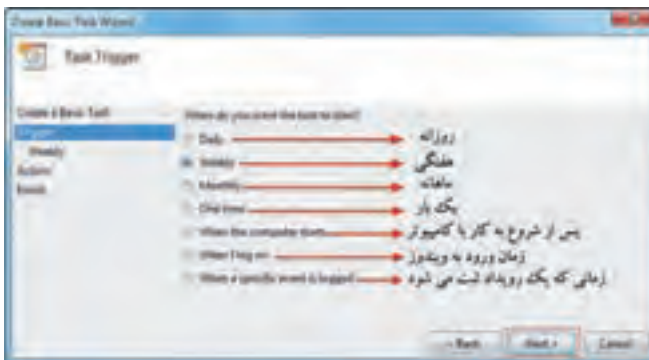 Create Basic Task Wizard
Task Trigger
Create a Basic Task
Trigger
Weekly
Action
Finish
When do you want the task to start?
Daily روزانه
Weekly هفتگی
Monthly ماهانه
One time یک بار
When the computer starts پس از شروع به کار با کامپیوتر
When I log on زمان ورود به ویندوز
When a specific event is logged زمانی که یک رویداد ثبت می شود
< Back
Next >
Cancel